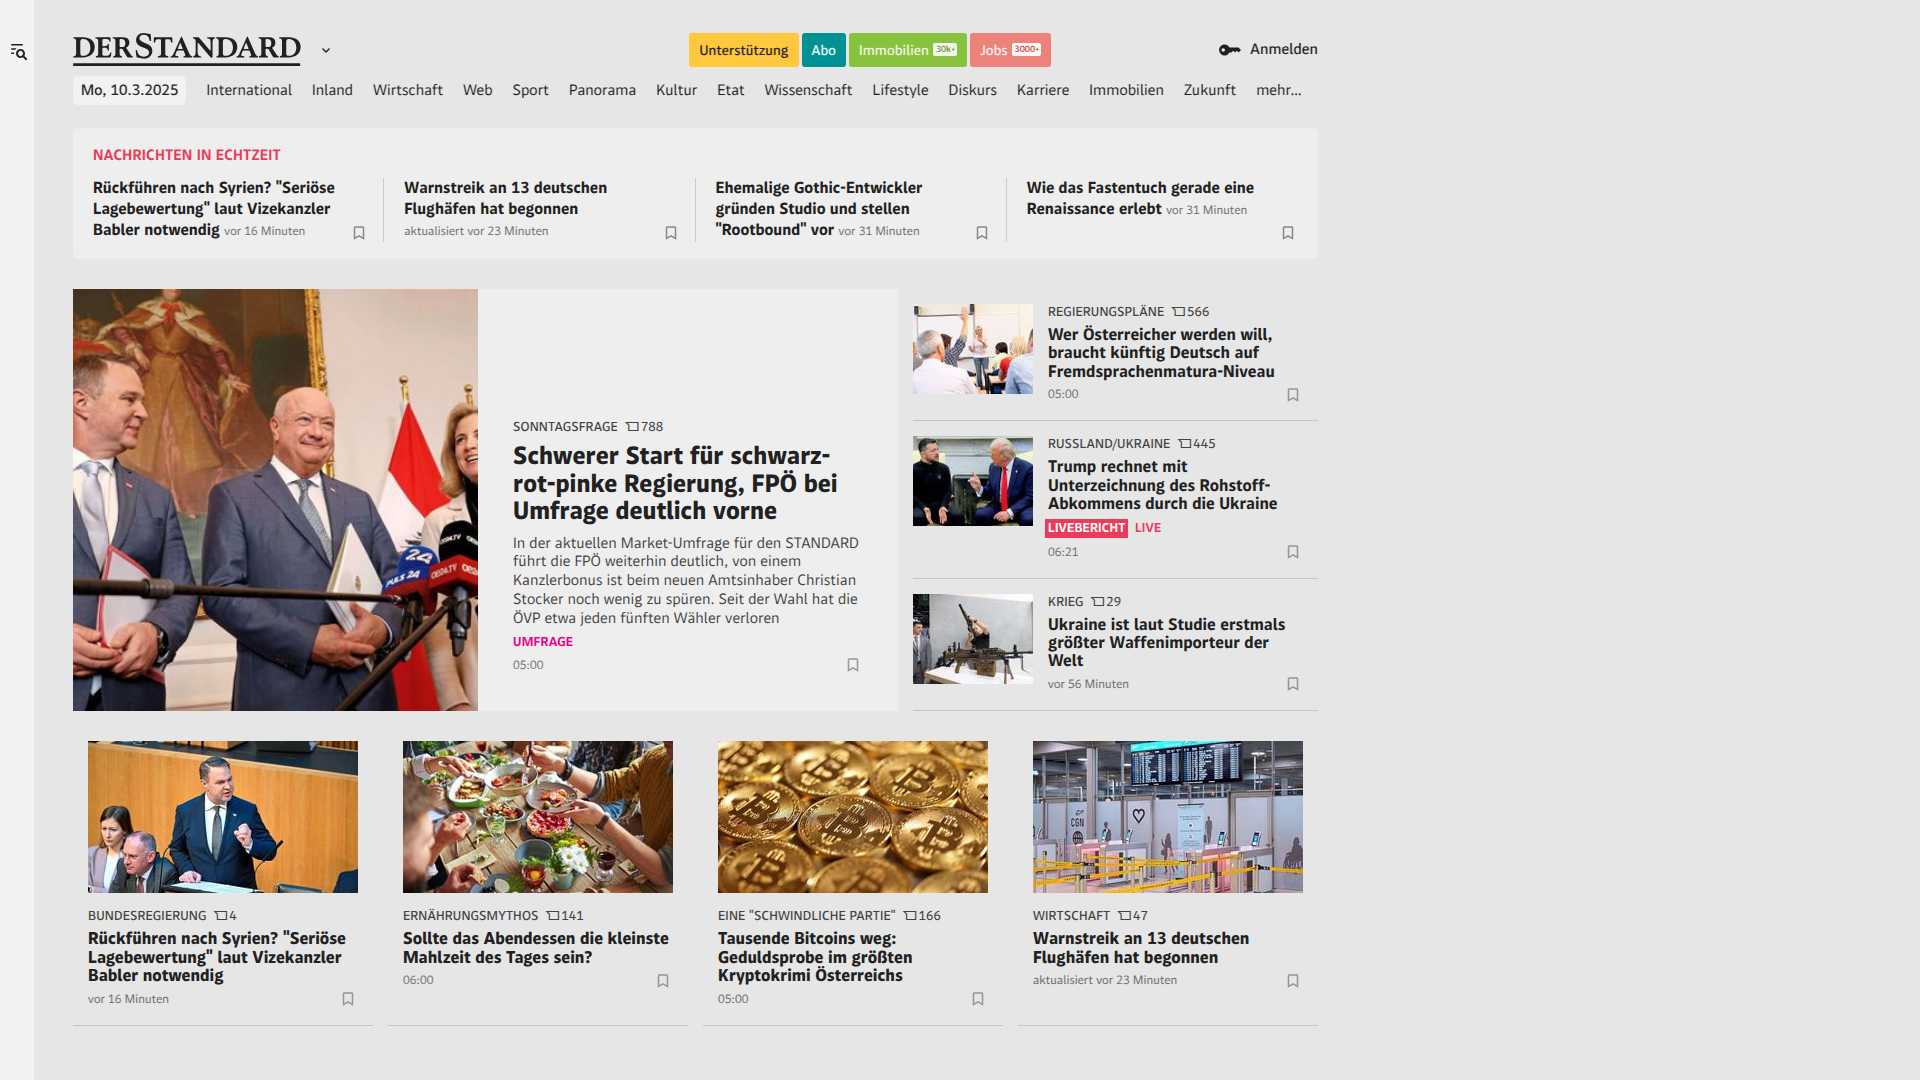 DERSTANDARD
Unterstützung Abo Immobilien 30k+ Jobs 3000+
Anmelden
Mo, 10.3.2025 International Inland Wirtschaft Web Sport Panorama Kultur Etat Wissenschaft Lifestyle Diskurs Karriere Immobilien Zukunft mehr...
NACHRICHTEN IN ECHTZEIT
Rückführen nach Syrien? "Seriöse
Lagebewertung" laut Vizekanzler
Babler notwendig vor 16 Minuten
Warnstreik an 13 deutschen
Flughäfen hat begonnen
aktualisiert vor 23 Minuten
Ehemalige Gothic-Entwickler
gründen Studio und stellen
"Rootbound" vor vor 31 Minuten
Wie das Fastentuch gerade eine
Renaissance erlebt vor 31 Minuten
SONNTAGSFRAGE 788
Schwerer Start für schwarz-
rot-pinke Regierung, FPÖ bei
Umfrage deutlich vorne
In der aktuellen Market-Umfrage für den STANDARD
führt die FPÖ weiterhin deutlich, von einem
Kanzlerbonus ist beim neuen Amtsinhaber Christian
Stocker noch wenig zu spüren. Seit der Wahl hat die
ÖVP etwa jeden fünften Wähler verloren
UMFRAGE
05:00
REGIERUNGSPLÄNE 566
Wer Österreicher werden will,
braucht künftig Deutsch auf
Fremdsprachenmatura-Niveau
05:00
RUSSLAND/UKRAINE 445
Trump rechnet mit
Unterzeichnung des Rohstoff-
Abkommens durch die Ukraine
LIVEBERICHT LIVE
06:21
KRIEG 29
Ukraine ist laut Studie erstmals
größter Waffenimporteur der
Welt
vor 56 Minuten
BUNDESREGIERUNG 4
Rückführen nach Syrien? "Seriöse
Lagebewertung" laut Vizekanzler
Babler notwendig
vor 16 Minuten
ERNÄHRUNGSMYTHOS 141
Sollte das Abendessen die kleinste
Mahlzeit des Tages sein?
06:00
EINE "SCHWINDLICHE PARTIE" 166
Tausende Bitcoins weg:
Geduldsprobe im größten
Kryptokrimi Österreichs
05:00
CGN
WIRTSCHAFT 47
Warnstreik an 13 deutschen
Flughäfen hat begonnen
aktualisiert vor 23 Minuten